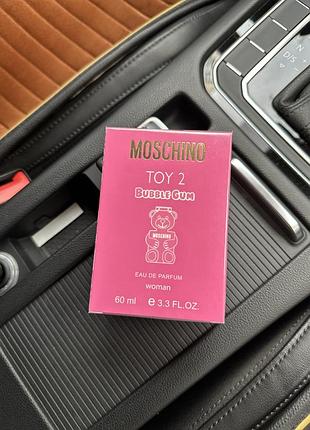 MOSCHINO
TOY 2
BUBBLE GUM
MOSCHINO
EAU DE PARFUM
woman
60 ml e 3.3 FL.OZ.
N
D/S